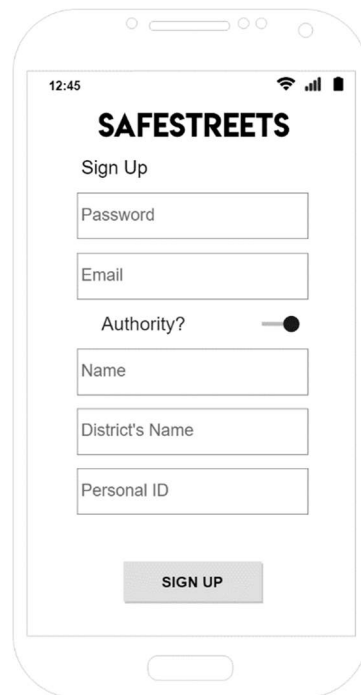 12:45
SAFESTREETS
Sign Up
Password
Email
Authority?
Name
District's Name
Personal ID
SIGN UP